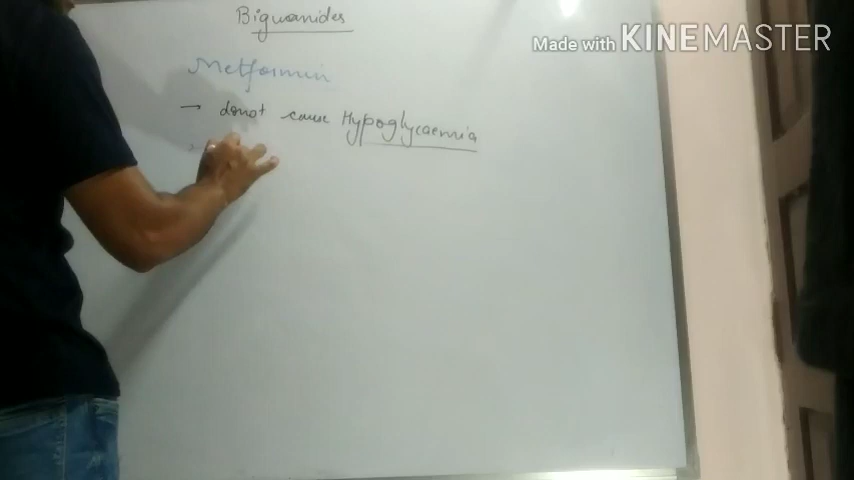 Biguanides
Made with KINEMASTER
Metformin
→ donot cause Hypoglycaemia